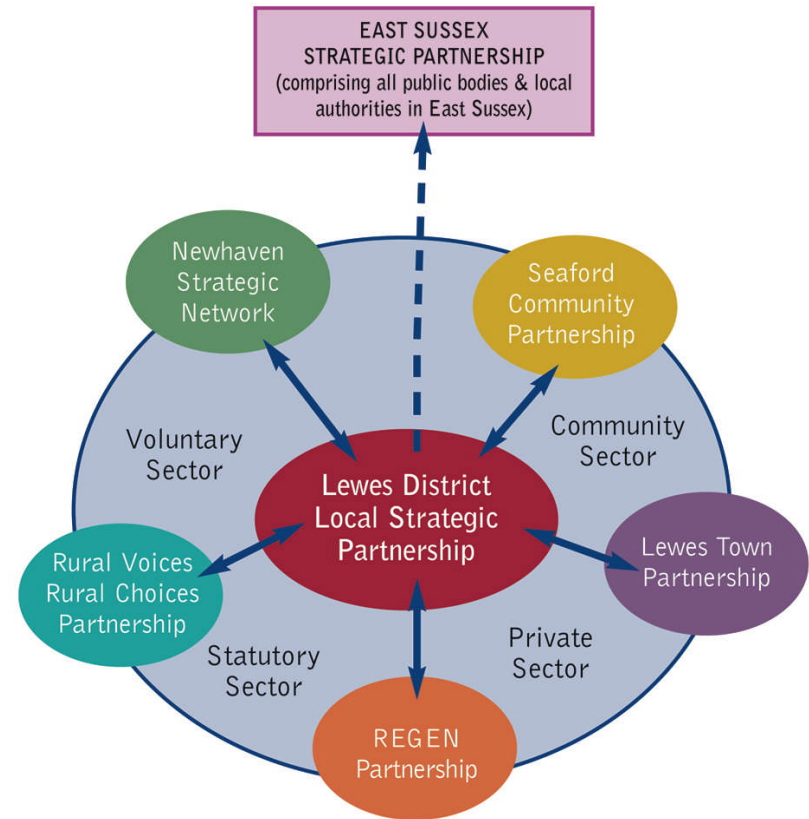 EAST SUSSEX
STRATEGIC PARTNERSHIP
(comprising all public bodies & local
authorities in East Sussex)
Newhaven
Strategic
Network
Seaford
Community
Partnership
Voluntary
Sector
Community
Sector
Lewes District
Local Strategic
Partnership
Rural Voices
Rural Choices
Partnership
Lewes Town
Partnership
Statutory
Sector
Private
Sector
REGEN
Partnership